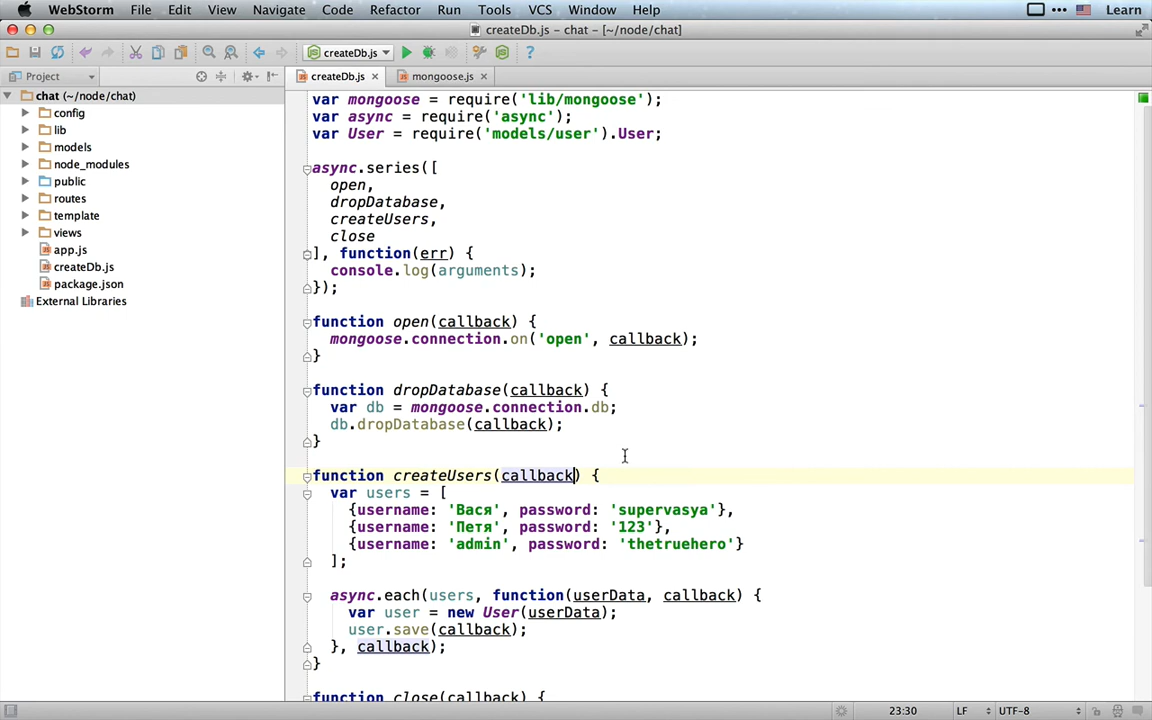 WebStorm File Edit View Navigate Code Refactor Run Tools VCS Window Help Learn
createDb.js – chat – [~/node/chat]
createDb.js
Project createDb.js mongoose.js
chat (~/node/chat)
config
lib
models
node_modules
public
routes
template
views
app.js
createDb.js
package.json
External Libraries
var mongoose = require('lib/mongoose');
var async = require('async');
var User = require('models/user').User;
async.series([
open,
dropDatabase,
createUsers,
close
], function(err) {
console.log(arguments);
});
function open(callback) {
mongoose.connection.on('open', callback);
}
function dropDatabase(callback) {
var db = mongoose.connection.db;
db.dropDatabase(callback);
}
function createUsers(callback) {
var users = [
{username: 'Вася', password: 'supervasya'},
{username: 'Петя', password: '123'},
{username: 'admin', password: 'thetruehero'}
];
async.each(users, function(userData, callback) {
var user = new User(userData);
user.save(callback);
}, callback);
}
function close(callback) {
23:30 LF UTF-8